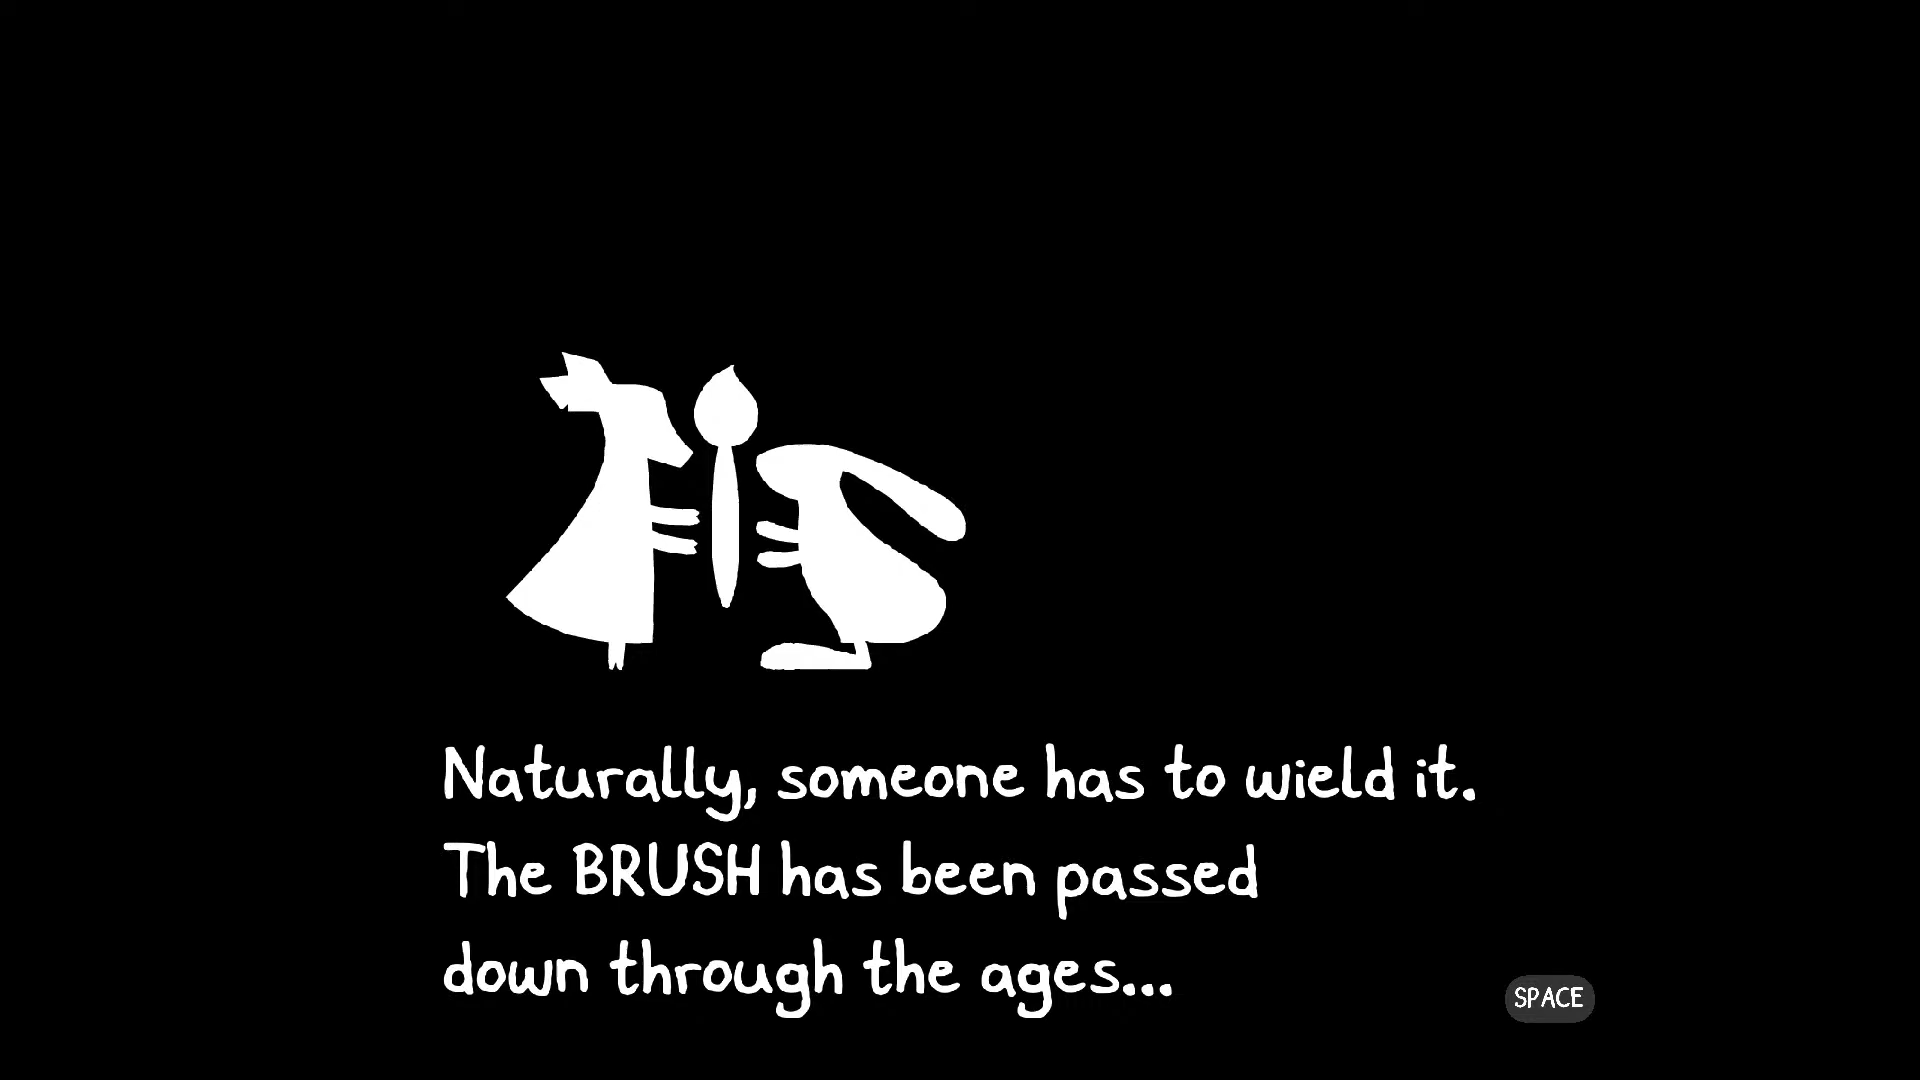 Naturally, someone has to wield it.
The BRUSH has been passed
down through the ages...
SPACE